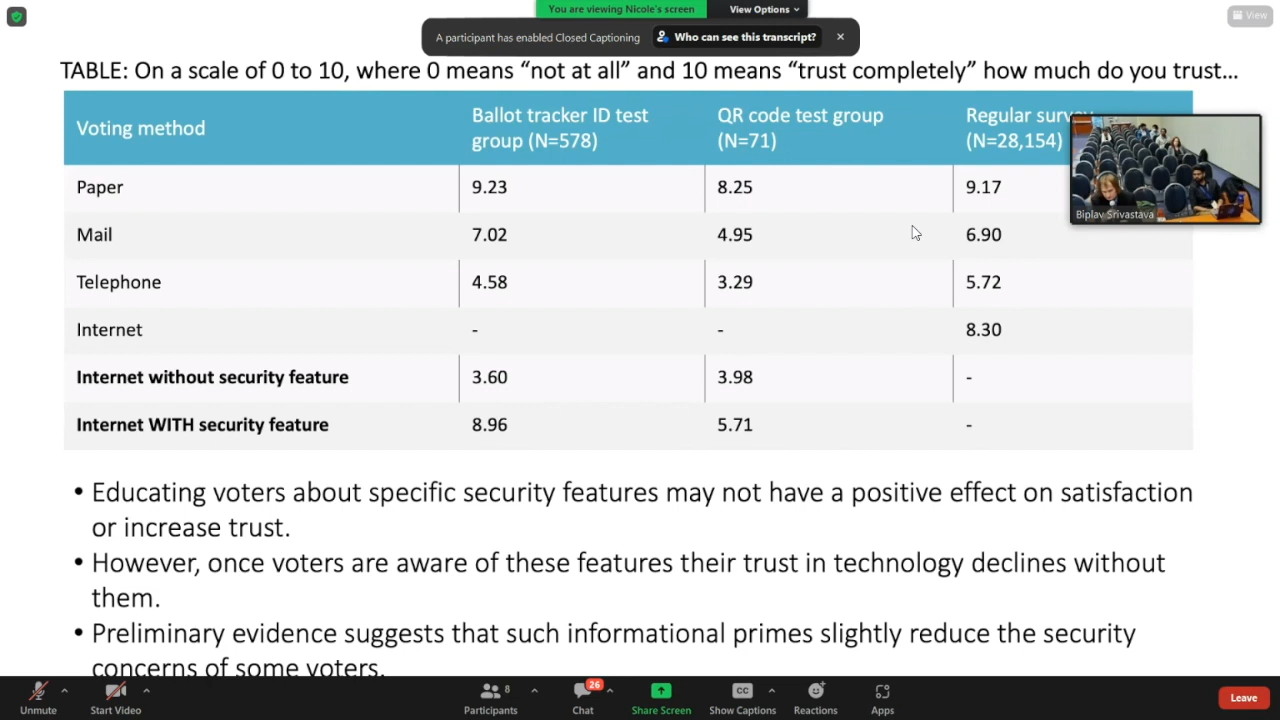 You are viewing Nicole's screen
View Options
View
A participant has enabled Closed Captioning
Who can see this transcript?
TABLE: On a scale of 0 to 10, where 0 means “not at all” and 10 means “trust completely” how much do you trust…
Voting method
Ballot tracker ID test
group (N=578)
QR code test group
(N=71)
Regular survey
(N=28,154)
Paper 9.23 8.25 9.17
Mail 7.02 4.95 6.90
Telephone 4.58 3.29 5.72
Internet - - 8.30
Internet without security feature 3.60 3.98 -
Internet WITH security feature 8.96 5.71 -
Biplav Srivastava
• Educating voters about specific security features may not have a positive effect on satisfaction
or increase trust.
• However, once voters are aware of these features their trust in technology declines without
them.
• Preliminary evidence suggests that such informational primes slightly reduce the security
concerns of some voters.
Unmute
Start Video
Participants
8
Chat
26
Share Screen
CC
Show Captions
Reactions
Apps
Leave